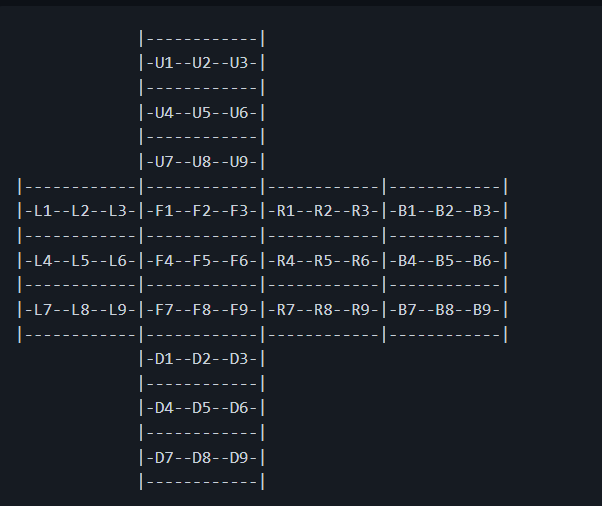 |------------|
|-U1--U2--U3-|
|------------|
|-U4--U5--U6-|
|------------|
|-U7--U8--U9-|
|------------|------------|------------|------------|
|-L1--L2--L3-|-F1--F2--F3-|-R1--R2--R3-|-B1--B2--B3-|
|------------|------------|------------|------------|
|-L4--L5--L6-|-F4--F5--F6-|-R4--R5--R6-|-B4--B5--B6-|
|------------|------------|------------|------------|
|-L7--L8--L9-|-F7--F8--F9-|-R7--R8--R9-|-B7--B8--B9-|
|------------|------------|------------|------------|
|-D1--D2--D3-|
|------------|
|-D4--D5--D6-|
|------------|
|-D7--D8--D9-|
|------------|